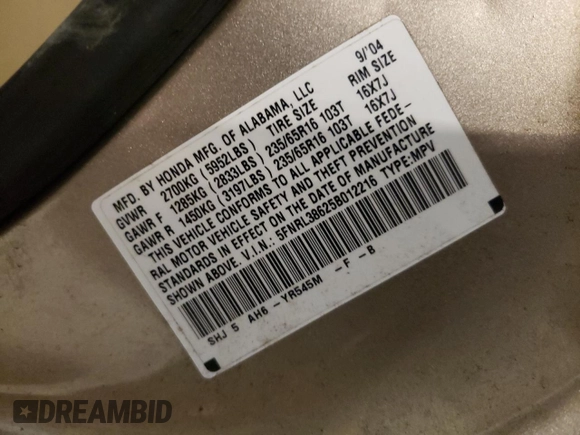 MFD. BY HONDA MFG. OF ALABAMA, LLC 9/'04
GVWR 2700KG (5952LBS) TIRE SIZE RIM SIZE
GAWR F 1285KG (2833LBS) 235/65R16 103T 16X7J
GAWR R 1450KG (3197LBS) 235/65R16 103T 16X7J
THIS VEHICLE CONFORMS TO ALL APPLICABLE FEDE-
RAL MOTOR VEHICLE SAFETY AND THEFT PREVENTION
STANDARDS IN EFFECT ON THE DATE OF MANUFACTURE
SHOWN ABOVE. V.I.N.: 5FNRL38625B012216 TYPE:MPV
SHJ 5 AH6 -YR545M -F -B
DREAMBID